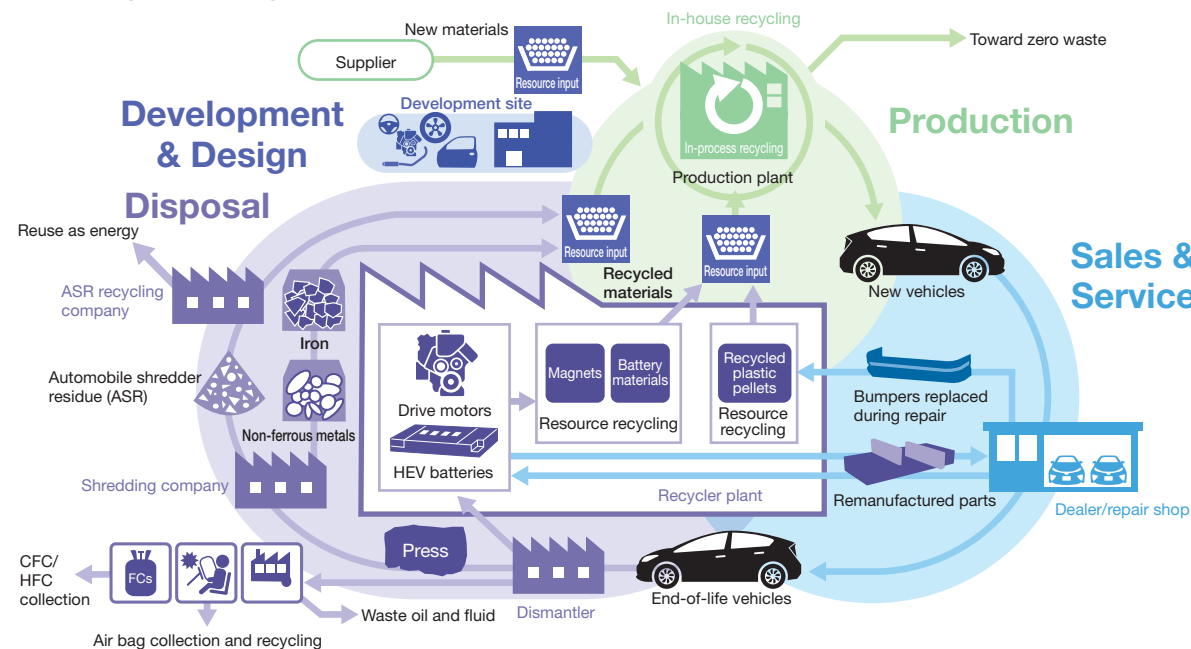 In-house recycling
New materials
Toward zero waste
Supplier
Resource input
Development site
Development
& Design
Production
In-process recycling
Production plant
Disposal
Reuse as energy
Resource input
Resource input
Recycled
materials
Sales &
Service
New vehicles
ASR recycling
company
Iron
Automobile shredder
residue (ASR)
Magnets
Battery
materials
Recycled
plastic
pellets
Bumpers replaced
during repair
Drive motors
Resource recycling
Resource
recycling
Non-ferrous metals
HEV batteries
Shredding company
Recycler plant
Remanufactured parts
Dealer/repair shop
Press
CFC/
HFC
collection
FCs
Waste oil and fluid
Dismantler
End-of-life vehicles
Air bag collection and recycling